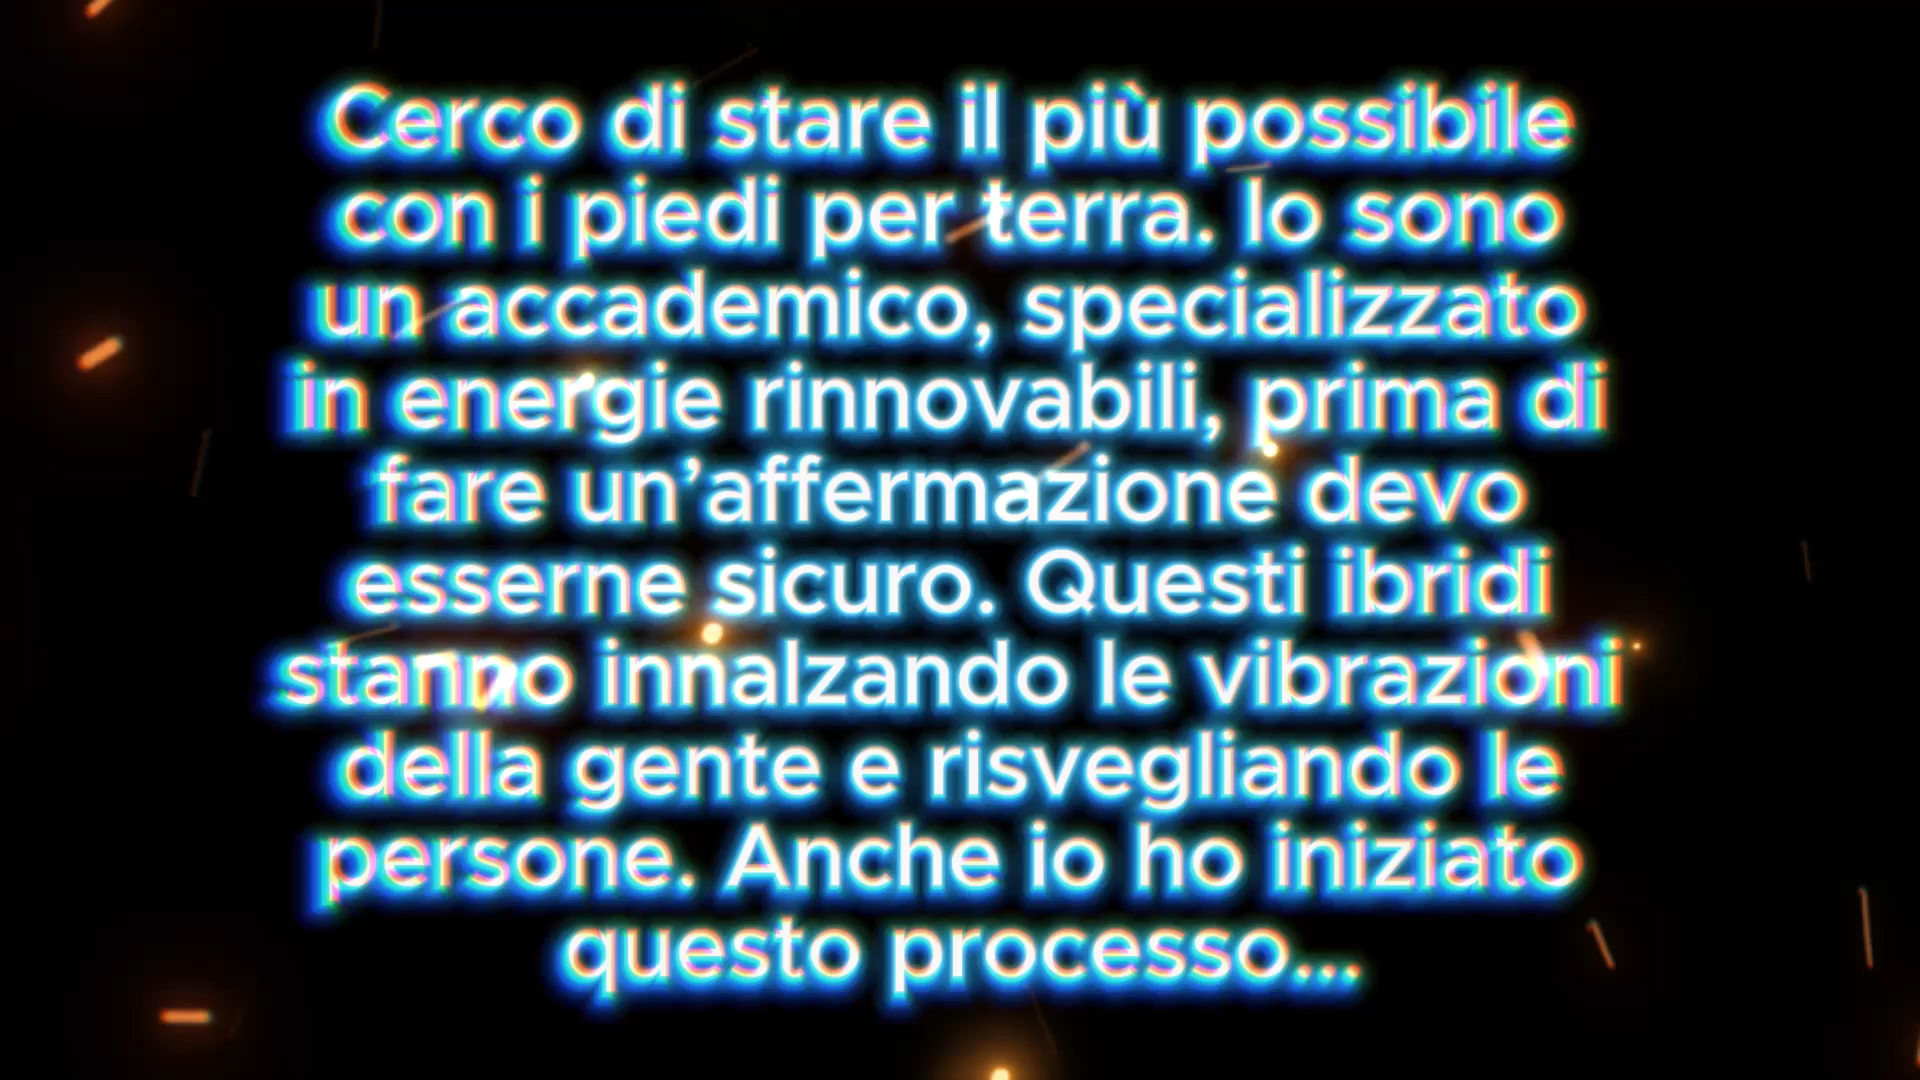 Cerco di stare il più possibile
con i piedi per terra. Io sono
un accademico, specializzato
in energie rinnovabili, prima di
fare un’affermazione devo
esserne sicuro. Questi ibridi
stanno innalzando le vibrazioni
della gente e risvegliando le
persone. Anche io ho iniziato
questo processo...